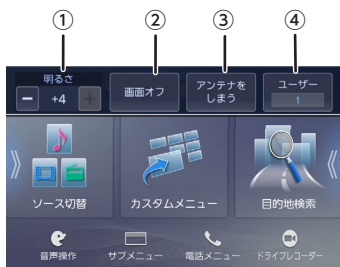 ① ② ③ ④
明るさ
− +4 +
画面オフ
アンテナを
しまう
ユーザー
1
ソース切替
カスタムメニュー
目的地検索
音声操作
サブメニュー
電話メニュー
ドライブレコーダー